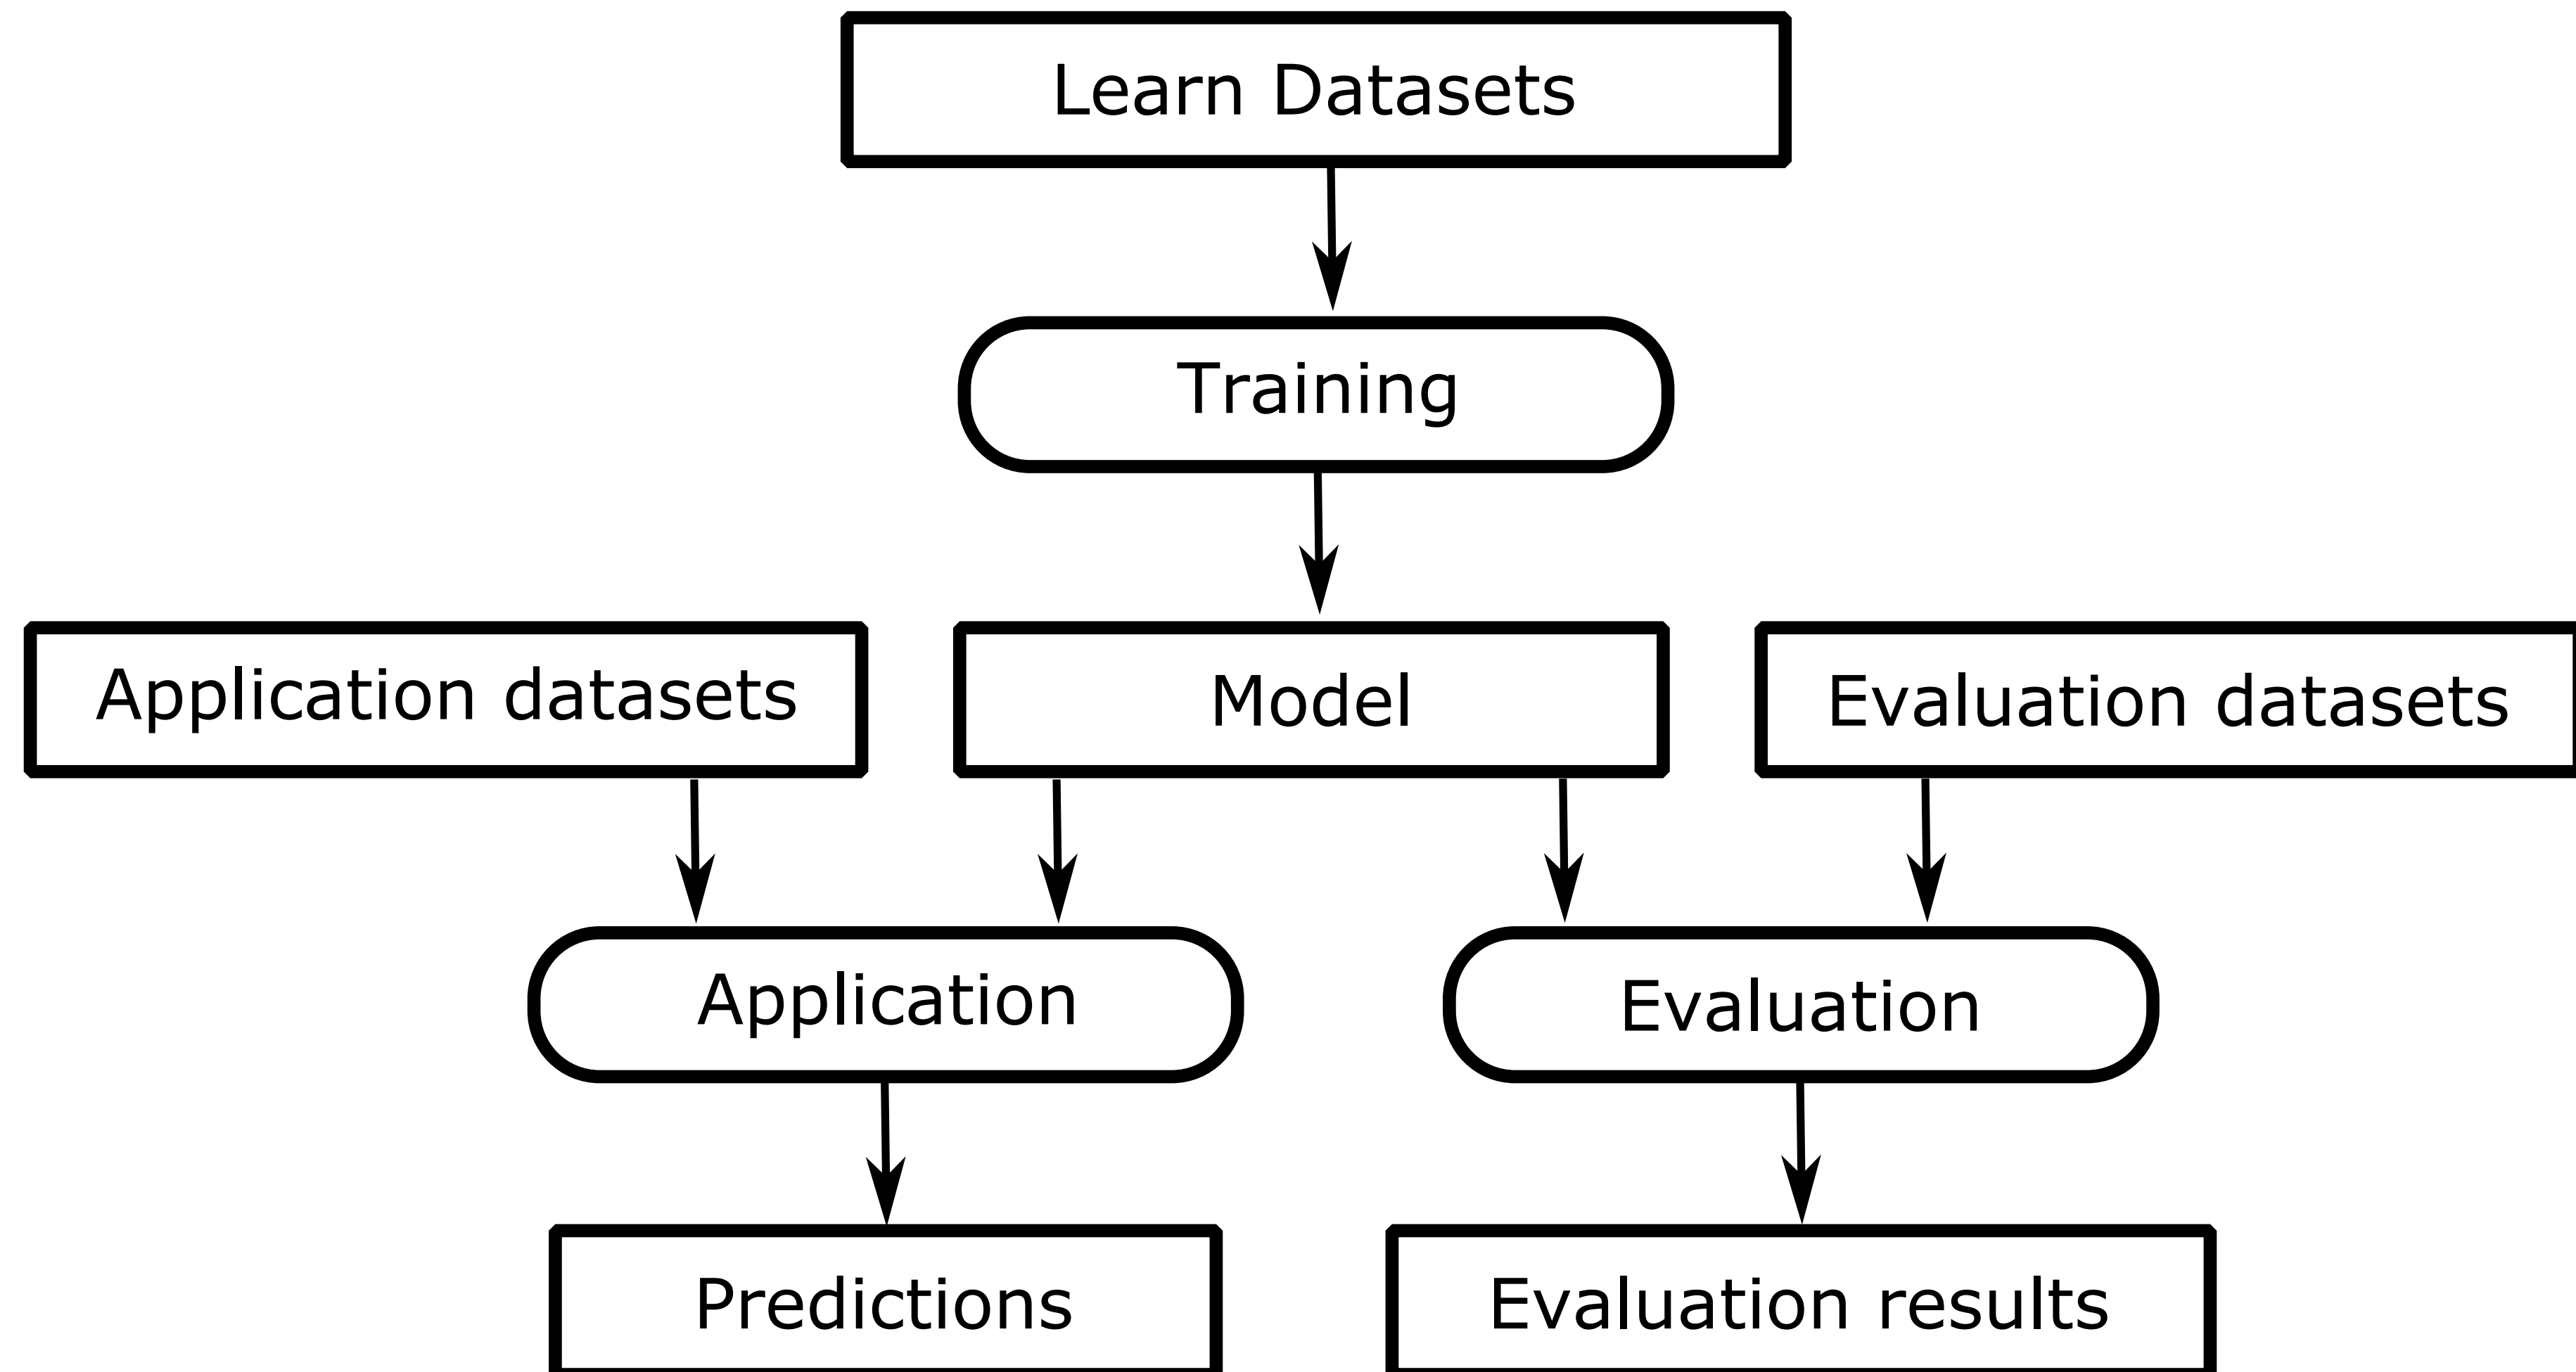 Learn Datasets
Training
Application datasets
Model
Evaluation datasets
Application
Evaluation
Predictions
Evaluation results